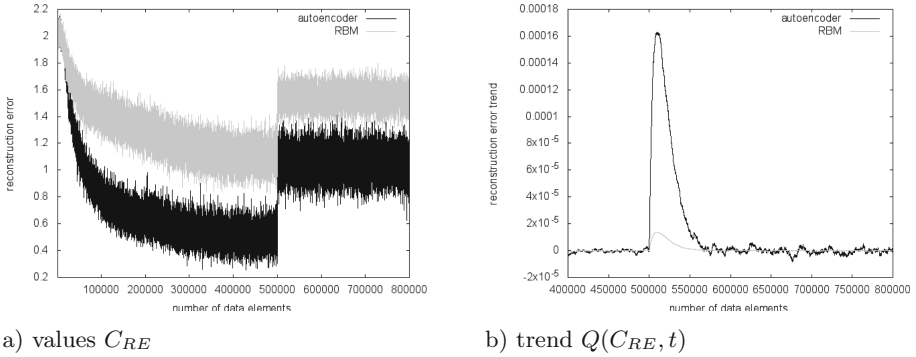 2.2
2
1.8
1.6
1.4
1.2
1
0.8
0.6
0.4
0.2
reconstruction error
autoencoder
RBM
100000 200000 300000 400000 500000 600000 700000 800000
number of data elements
a) values C_RE
0.00018
0.00016
0.00014
0.00012
0.0001
8x10^-5
6x10^-5
4x10^-5
2x10^-5
0
-2x10^-5
reconstruction error trend
autoencoder
RBM
400000 450000 500000 550000 600000 650000 700000 750000 800000
number of data elements
b) trend Q(C_RE, t)